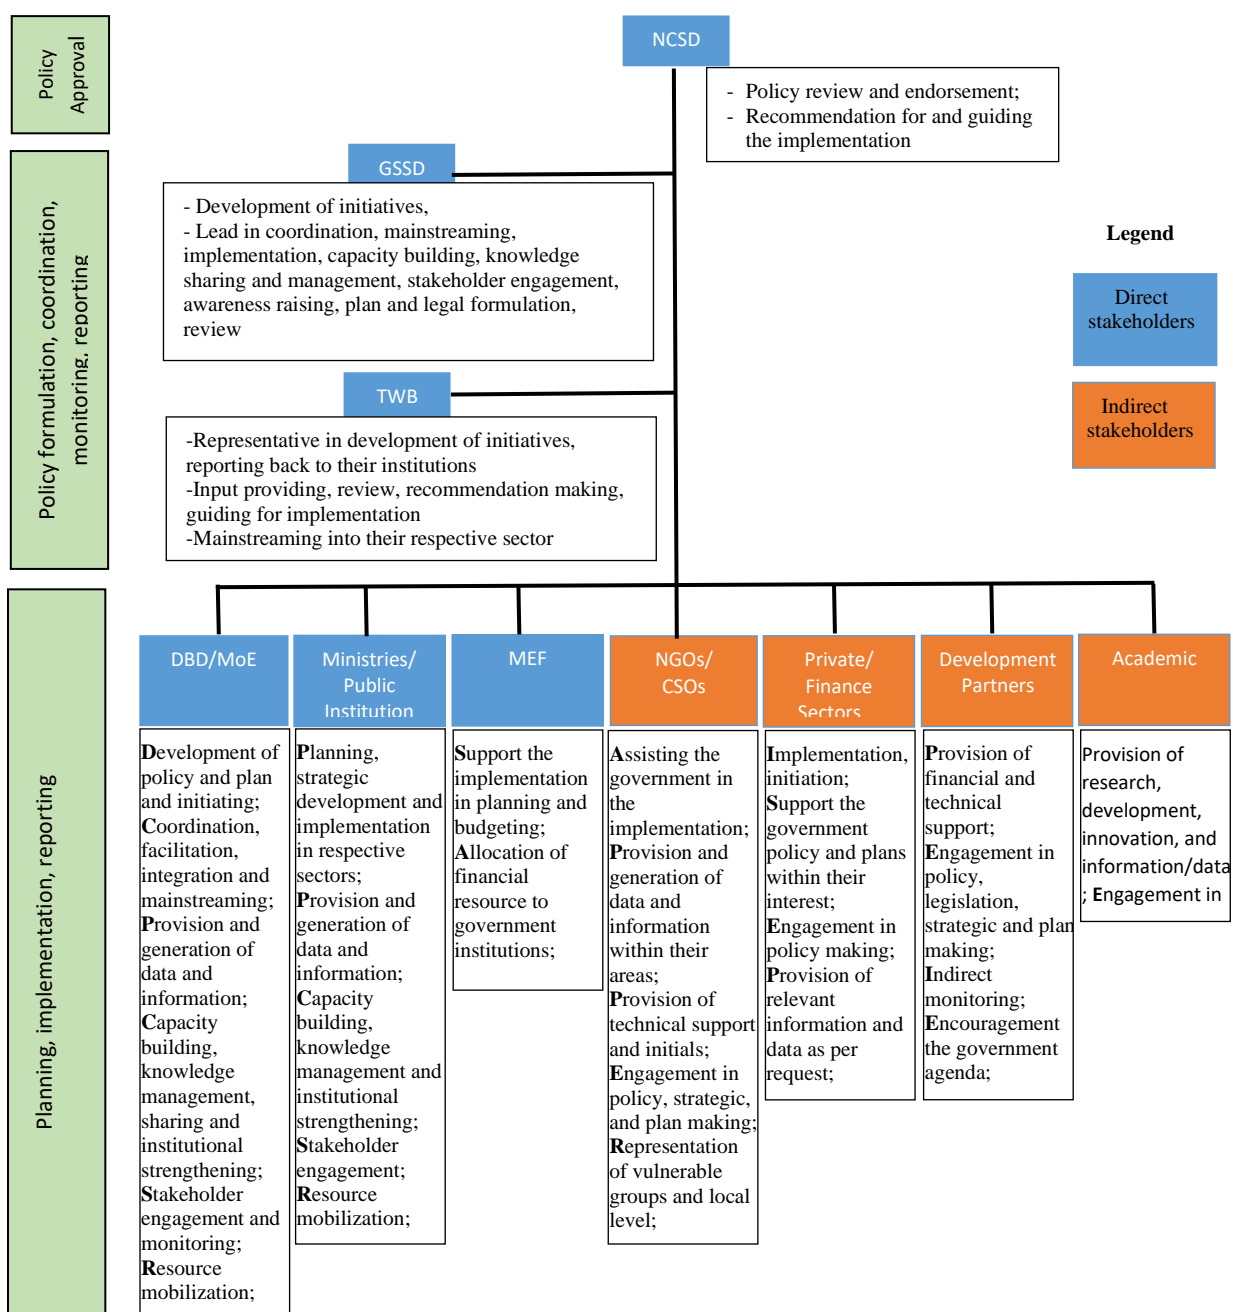 Policy
Approval
NCSD
- Policy review and endorsement;
- Recommendation for and guiding
the implementation
Policy formulation, coordination,
monitoring, reporting
GSSD
- Development of initiatives,
- Lead in coordination, mainstreaming,
implementation, capacity building, knowledge
sharing and management, stakeholder engagement,
awareness raising, plan and legal formulation,
review
Legend
Direct
stakeholders
Indirect
stakeholders
TWB
-Representative in development of initiatives,
reporting back to their institutions
-Input providing, review, recommendation making,
guiding for implementation
-Mainstreaming into their respective sector
Planning, implementation, reporting
DBD/MoE
Development of
policy and plan
and initiating;
Coordination,
facilitation,
integration and
mainstreaming;
Provision and
generation of
data and
information;
Capacity
building,
knowledge
management,
sharing and
institutional
strengthening;
Stakeholder
engagement and
monitoring;
Resource
mobilization;
Ministries/
Public
Institution
Planning,
strategic
development and
implementation
in respective
sectors;
Provision and
generation of
data and
information;
Capacity
building,
knowledge
management and
institutional
strengthening;
Stakeholder
engagement;
Resource
mobilization;
MEF
Support the
implementation
in planning and
budgeting;
Allocation of
financial
resource to
government
institutions;
NGOs/
CSOs
Assisting the
government in
the
implementation;
Provision and
generation of
data and
information
within their
areas;
Provision of
technical support
and initials;
Engagement in
policy, strategic,
and plan making;
Representation
of vulnerable
groups and local
level;
Private/
Finance
Sectors
Implementation,
initiation;
Support the
government
policy and plans
within their
interest;
Engagement in
policy making;
Provision of
relevant
information and
data as per
request;
Development
Partners
Provision of
financial and
technical
support;
Engagement in
policy,
legislation,
strategic and plan
making;
Indirect
monitoring;
Encouragement
the government
agenda;
Academic
Provision of
research,
development,
innovation, and
information/data
; Engagement in